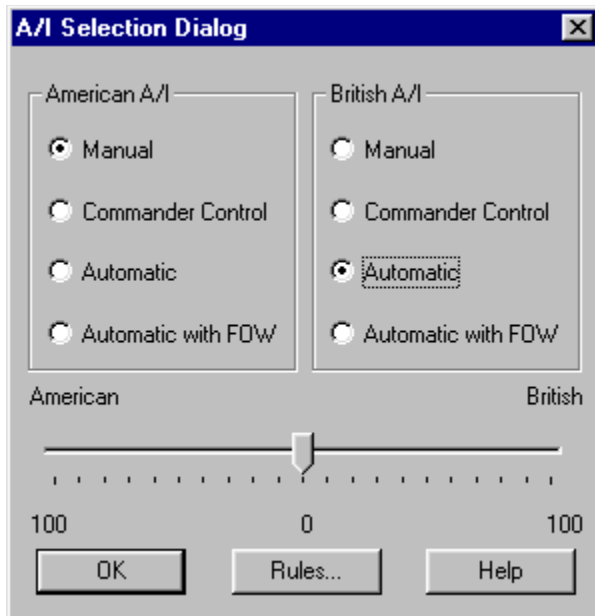 A/I Selection Dialog
American A/I
Manual
Commander Control
Automatic
Automatic with FOW
British A/I
Manual
Commander Control
Automatic
Automatic with FOW
American British
100 0 100
OK Rules... Help